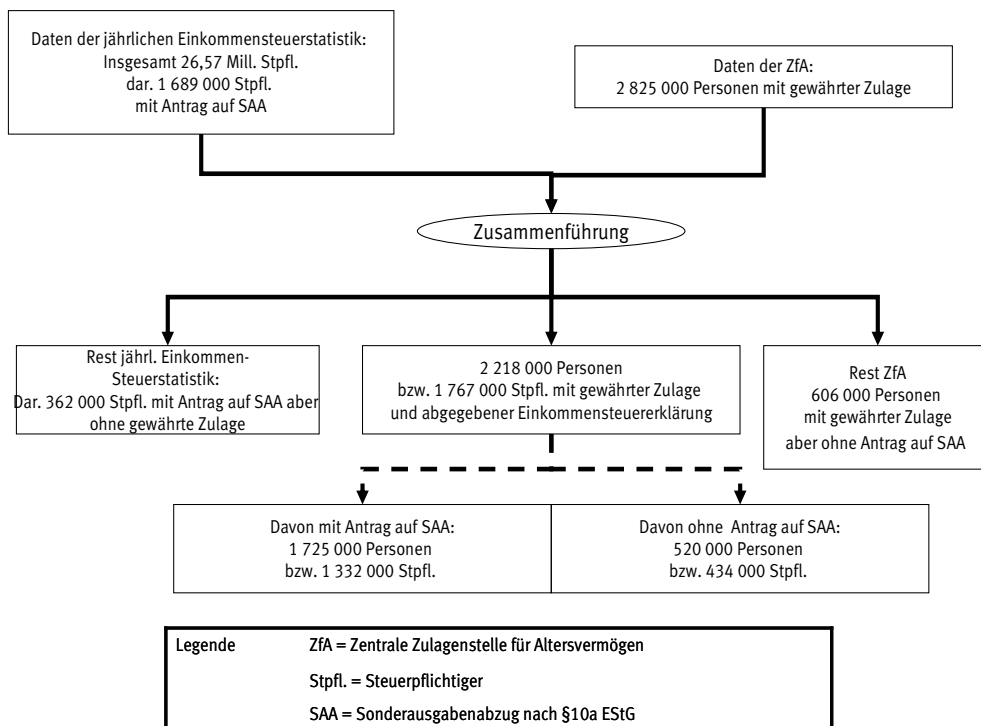 Daten der jährlichen Einkommensteuerstatistik:
Insgesamt 26,57 Mill. Stpfl.
dar. 1 689 000 Stpfl.
mit Antrag auf SAA
Daten der ZfA:
2 825 000 Personen mit gewährter Zulage
Zusammenführung
Rest jährl. Einkommen-
Steuerstatistik:
Dar. 362 000 Stpfl. mit Antrag auf SAA aber
ohne gewährte Zulage
2 218 000 Personen
bzw. 1 767 000 Stpfl. mit gewährter Zulage
und abgegebener Einkommensteuererklärung
Rest ZfA
606 000 Personen
mit gewährter Zulage
aber ohne Antrag auf SAA
Davon mit Antrag auf SAA:
1 725 000 Personen
bzw. 1 332 000 Stpfl.
Davon ohne Antrag auf SAA:
520 000 Personen
bzw. 434 000 Stpfl.
Legende ZfA = Zentrale Zulagenstelle für Altersvermögen
Stpfl. = Steuerpflichtiger
SAA = Sonderausgabenabzug nach §10a EStG